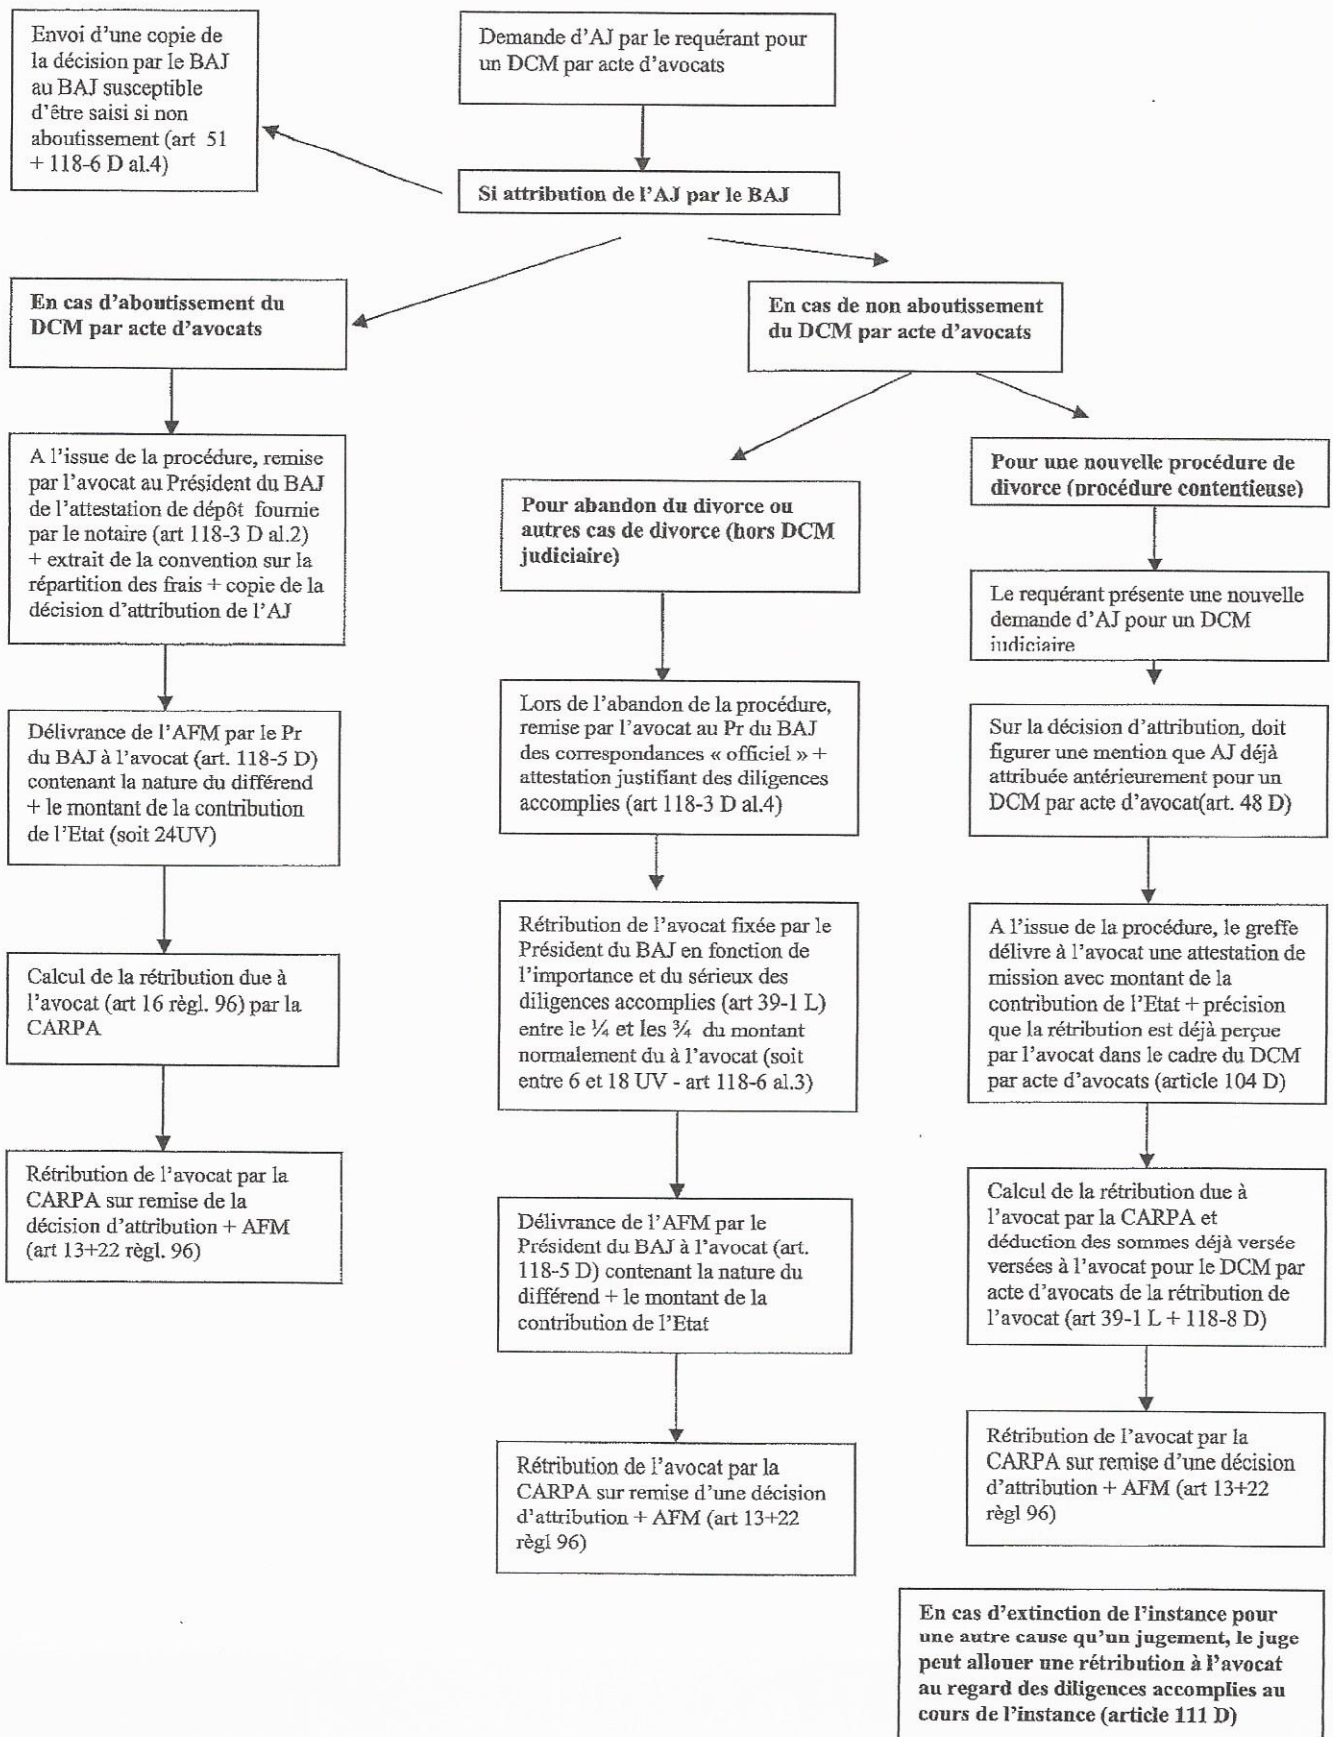 Envoi d'une copie de
la décision par le BAJ
au BAJ susceptible
d'être saisi si non
aboutissement (art 51
+ 118-6 D al.4)
Demande d'AJ par le requérant pour
un DCM par acte d'avocats
Si attribution de l'AJ par le BAJ
En cas d'aboutissement du
DCM par acte d'avocats
En cas de non aboutissement
du DCM par acte d'avocats
A l'issue de la procédure, remise
par l'avocat au Président du BAJ
de l'attestation de dépôt fournie
par le notaire (art 118-3 D al.2)
+ extrait de la convention sur la
répartition des frais + copie de la
décision d'attribution de l'AJ
Délivrance de l'AFM par le Pr
du BAJ à l'avocat (art. 118-5 D)
contenant la nature du différend
+ le montant de la contribution
de l'Etat (soit 24UV)
Calcul de la rétribution due à
l'avocat (art 16 règl. 96) par la
CARPA
Rétribution de l'avocat par la
CARPA sur remise de la
décision d'attribution + AFM
(art 13+22 règl. 96)
Pour abandon du divorce ou
autres cas de divorce (hors DCM
judiciaire)
Lors de l'abandon de la procédure,
remise par l'avocat au Pr du BAJ
des correspondances « officiel » +
attestation justifiant des diligences
accomplies (art 118-3 D al.4)
Rétribution de l'avocat fixée par le
Président du BAJ en fonction de
l'importance et du sérieux des
diligences accomplies (art 39-1 L)
entre le ¼ et les ¾ du montant
normalement du à l'avocat (soit
entre 6 et 18 UV - art 118-6 al.3)
Délivrance de l'AFM par le
Président du BAJ à l'avocat (art.
118-5 D) contenant la nature du
différend + le montant de la
contribution de l'Etat
Rétribution de l'avocat par la
CARPA sur remise d'une décision
d'attribution + AFM (art 13+22
règl 96)
Pour une nouvelle procédure de
divorce (procédure contentieuse)
Le requérant présente une nouvelle
demande d'AJ pour un DCM
judiciaire
Sur la décision d'attribution, doit
figurer une mention que AJ déjà
attribuée antérieurement pour un
DCM par acte d'avocat(art. 48 D)
A l'issue de la procédure, le greffe
délivre à l'avocat une attestation de
mission avec montant de la
contribution de l'Etat + précision
que la rétribution est déjà perçue
par l'avocat dans le cadre du DCM
par acte d'avocats (article 104 D)
Calcul de la rétribution due à
l'avocat par la CARPA et
déduction des sommes déjà versée
versées à l'avocat pour le DCM par
acte d'avocats de la rétribution de
l'avocat (art 39-1 L + 118-8 D)
Rétribution de l'avocat par la
CARPA sur remise d'une décision
d'attribution + AFM (art 13+22
règl 96)
En cas d'extinction de l'instance pour
une autre cause qu'un jugement, le juge
peut allouer une rétribution à l'avocat
au regard des diligences accomplies au
cours de l'instance (article 111 D)